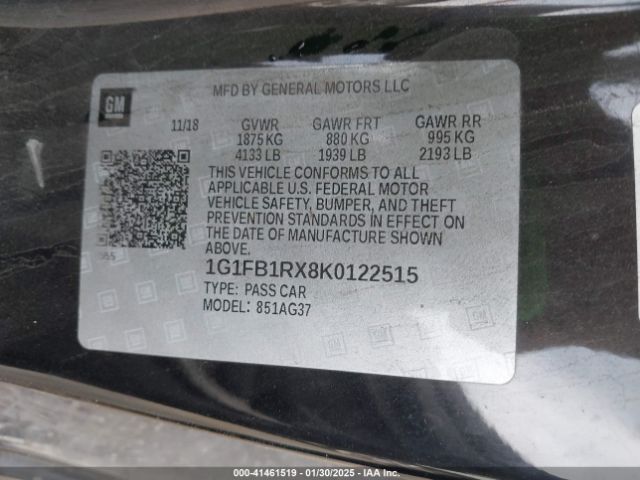 MFD BY GENERAL MOTORS LLC
GM
11/18 GVWR GAWR FRT GAWR RR
1875 KG 880 KG 995 KG
4133 LB 1939 LB 2193 LB
THIS VEHICLE CONFORMS TO ALL
APPLICABLE U.S. FEDERAL MOTOR
VEHICLE SAFETY, BUMPER, AND THEFT
PREVENTION STANDARDS IN EFFECT ON
THE DATE OF MANUFACTURE SHOWN
ABOVE.
1G1FB1RX8K0122515
TYPE: PASS CAR
MODEL: 851AG37
000-41461519 - 01/30/2025 - IAA Inc.